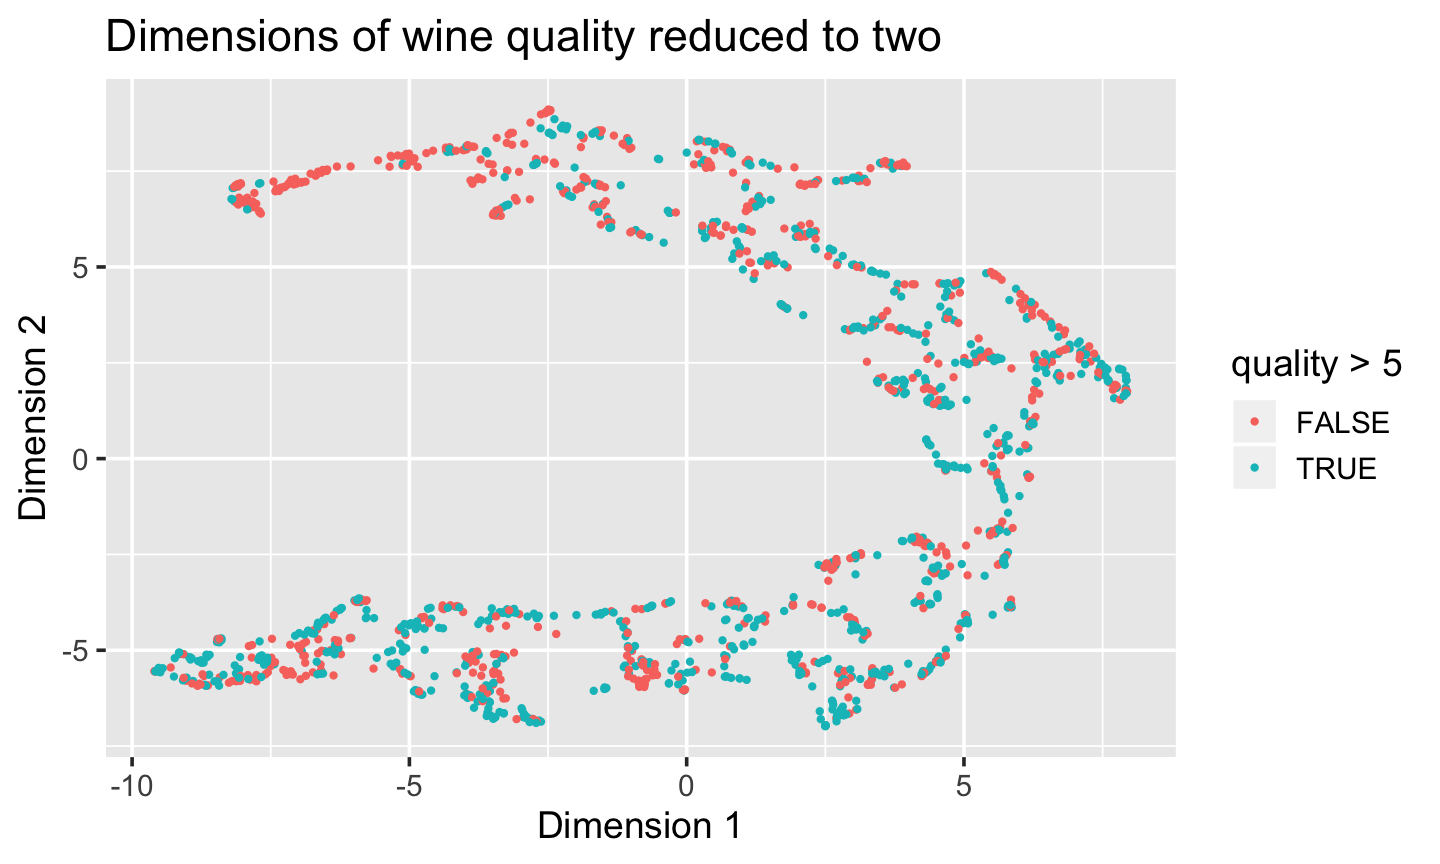 Dimensions of wine quality reduced to two
Dimension 2
5
0
-5
-10
-5
0
5
Dimension 1
quality > 5
FALSE
TRUE